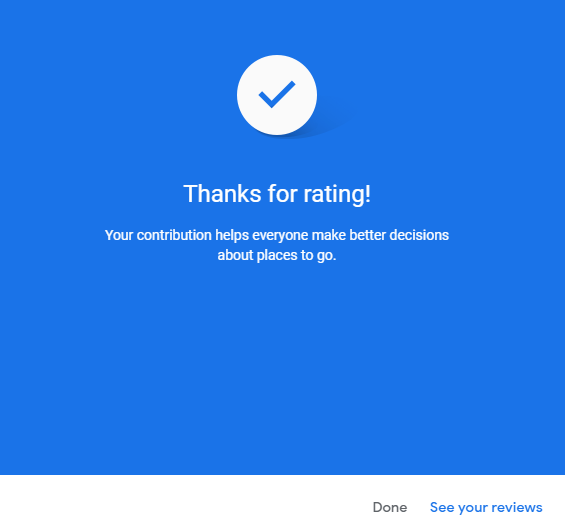 Thanks for rating!
Your contribution helps everyone make better decisions
about places to go.
Done
See your reviews